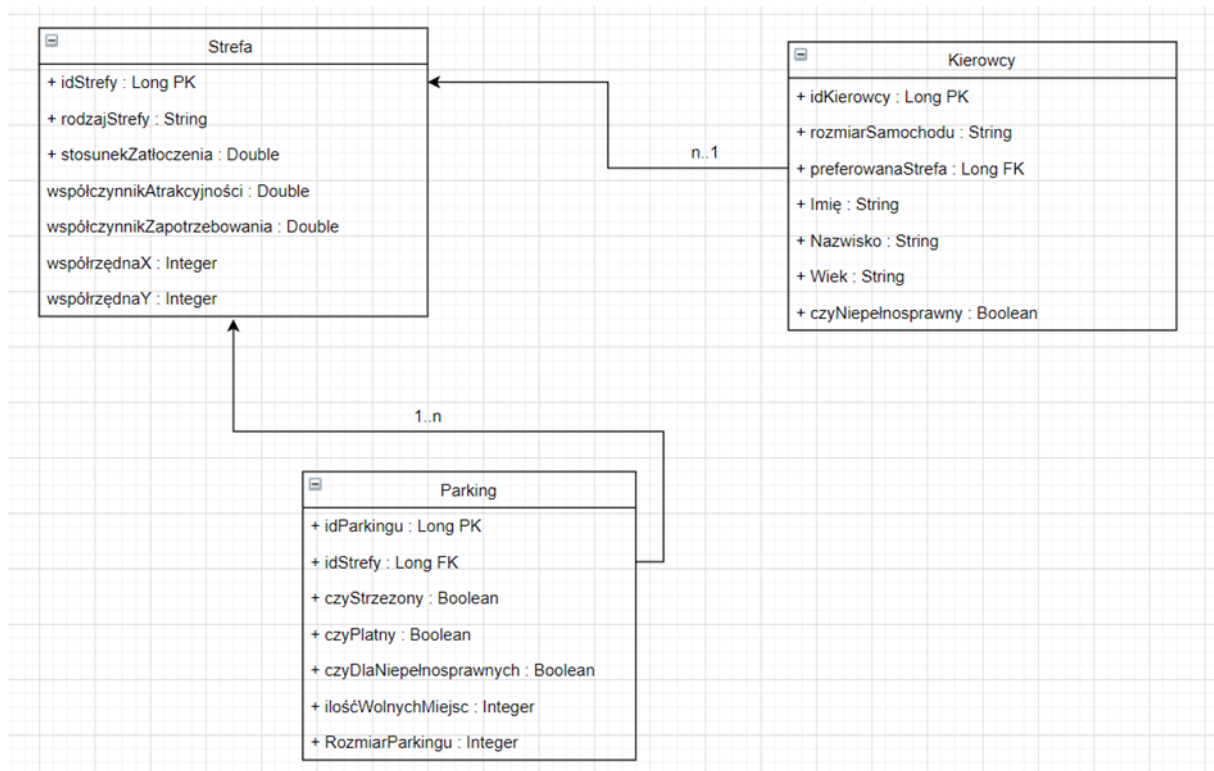 Strefa
+ idStrefy : Long PK
+ rodzajStrefy : String
+ stosunekZatłoczenia : Double
współczynnikAtrakcyjności : Double
współczynnikZapotrzebowania : Double
współrzędnaX : Integer
współrzędnaY : Integer
n..1
Kierowcy
+ idKierowcy : Long PK
+ rozmiarSamochodu : String
+ preferowanaStrefa : Long FK
+ Imię : String
+ Nazwisko : String
+ Wiek : String
+ czyNiepełnosprawny : Boolean
1..n
Parking
+ idParkingu : Long PK
+ idStrefy : Long FK
+ czyStrzezony : Boolean
+ czyPlatny : Boolean
+ czyDlaNiepełnosprawnych : Boolean
+ ilośćWolnychMiejsc : Integer
+ RozmiarParkingu : Integer